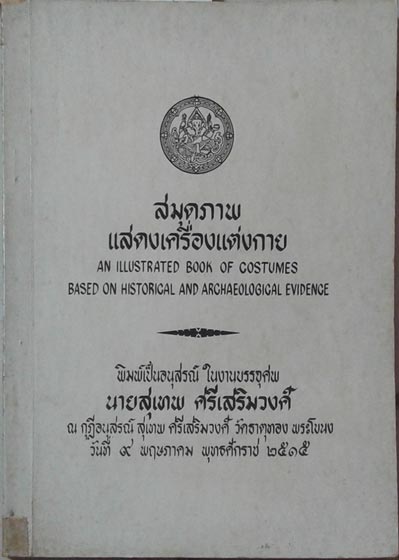 สมุดภาพ
แสดงเครื่องแต่งกาย
AN ILLUSTRATED BOOK OF COSTUMES
BASED ON HISTORICAL AND ARCHAEOLOGICAL EVIDENCE
พิมพ์เป็นอนุสรณ์ ในงานบรรจุศพ
นายสุเทพ ศรีเสริมวงศ์
ณ กุฏีอนุสรณ์ สุเทพ ศรีเสริมวงศ์ วัดธาตุทอง พระโขนง
วันที่ ๙ พฤษภาคม พุทธศักราช ๒๕๑๕